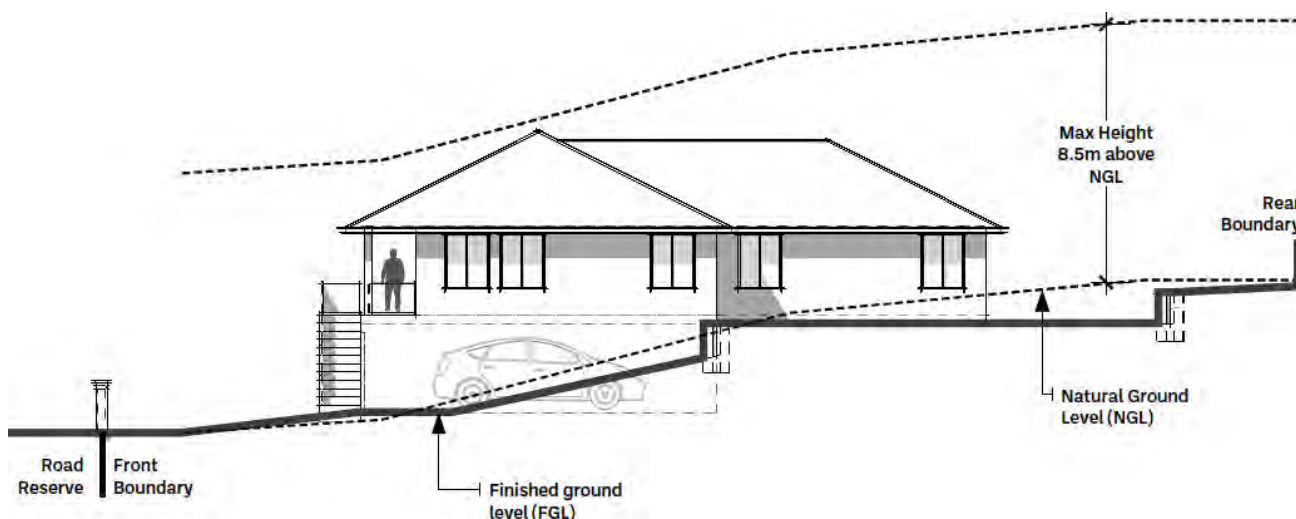 Max Height
8.5m above
NGL
Rear
Boundary
Natural Ground
Level (NGL)
Road
Reserve
Front
Boundary
Finished ground
level (FGL)